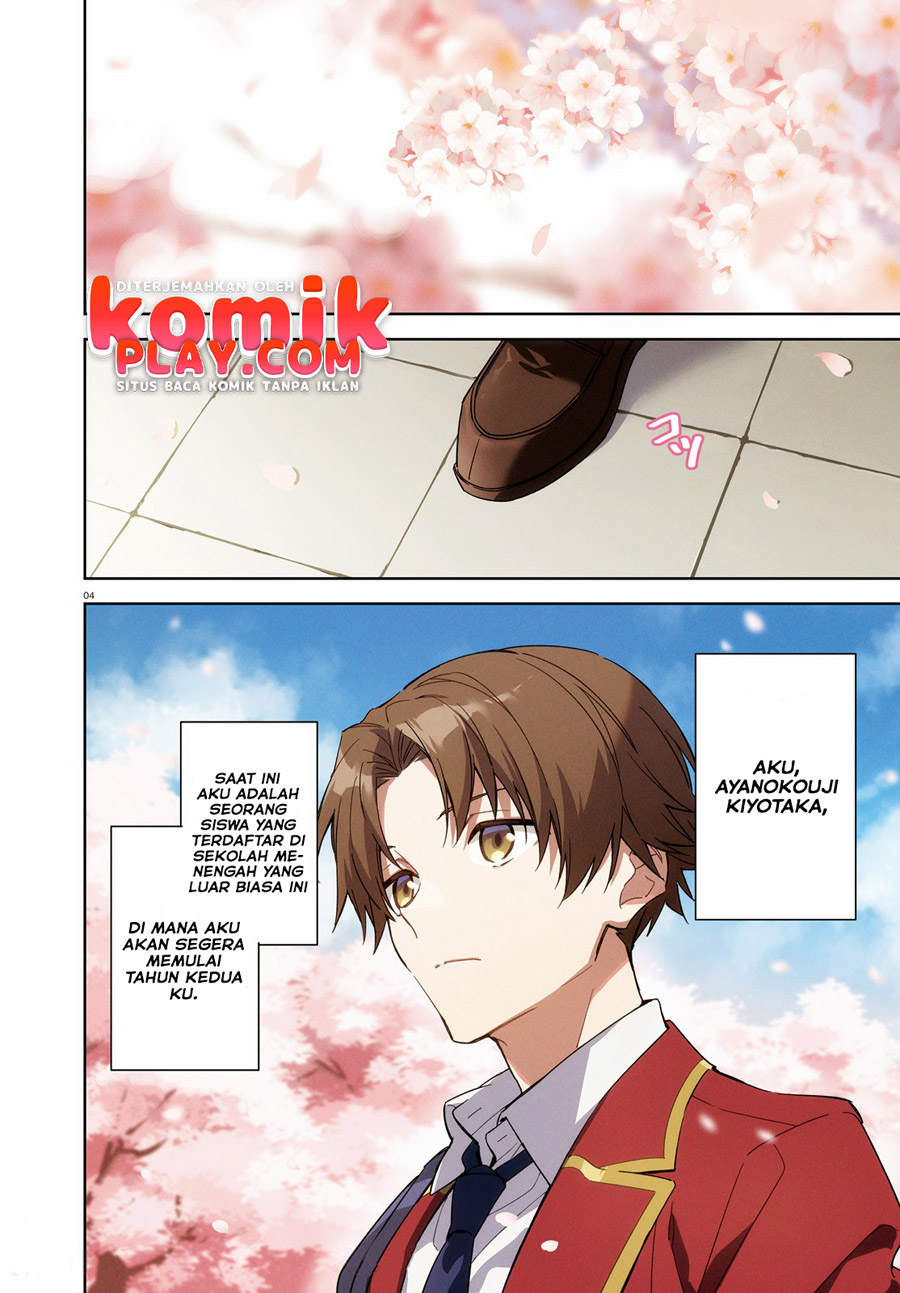 DITERJEMAHKAN OLEH
komik
PLAY.COM
SITUS BACA KOMIK TANPA IKLAN
コツ
04
AKU,
AYANOKOUJI
KIYOTAKA,
SAAT INI
AKU ADALAH
SEORANG
SISWA YANG
TERDAFTAR DI
SEKOLAH ME-
NENGAH YANG
LUAR BIASA INI
DI MANA AKU
AKAN SEGERA
MEMULAI
TAHUN KEDUA
KU.